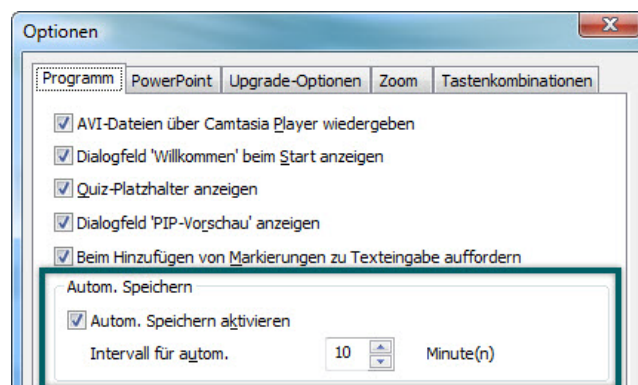 Optionen
Programm PowerPoint Upgrade-Optionen Zoom Tastenkombinationen
AVI-Dateien über Camtasia Player wiedergeben
Dialogfeld 'Willkommen' beim Start anzeigen
Quiz-Platzhalter anzeigen
Dialogfeld 'PIP-Vorschau' anzeigen
Beim Hinzufügen von Markierungen zu Texteingabe auffordern
Autom. Speichern
Autom. Speichern aktivieren
Intervall für autom. 10 Minute(n)